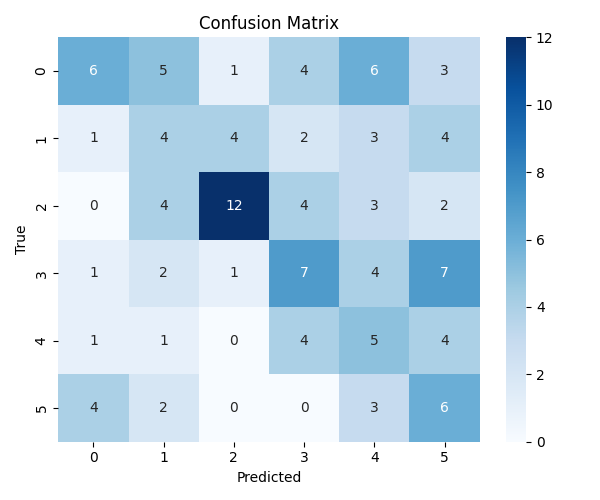 Confusion Matrix
True
0 6 5 1 4 6 3
1 1 4 4 2 3 4
2 0 4 12 4 3 2
3 1 2 1 7 4 7
4 1 1 0 4 5 4
5 4 2 0 0 3 6
0 1 2 3 4 5
Predicted
12
10
8
6
4
2
0